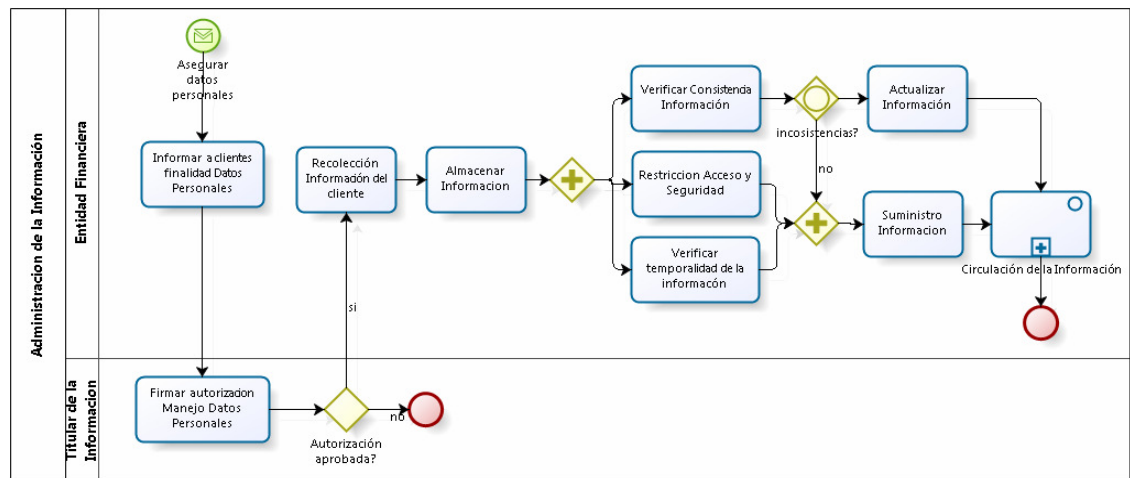 Administracion de la Información
Entidad Financiera
Asegurar
datos
personales
Informar a clientes
finalidad Datos
Personales
Recolección
Información del
cliente
Almacenar
Informacion
Verificar Consistencia
Información
incosistencias?
no
Actualizar
Información
Restriccion Acceso y
Seguridad
Verificar
temporalidad de la
informacón
Suministro
Informacion
Circulación de la Información
si
Titular de la
Informacion
Firmar autorizacion
Manejo Datos
Personales
Autorización
aprobada?
no